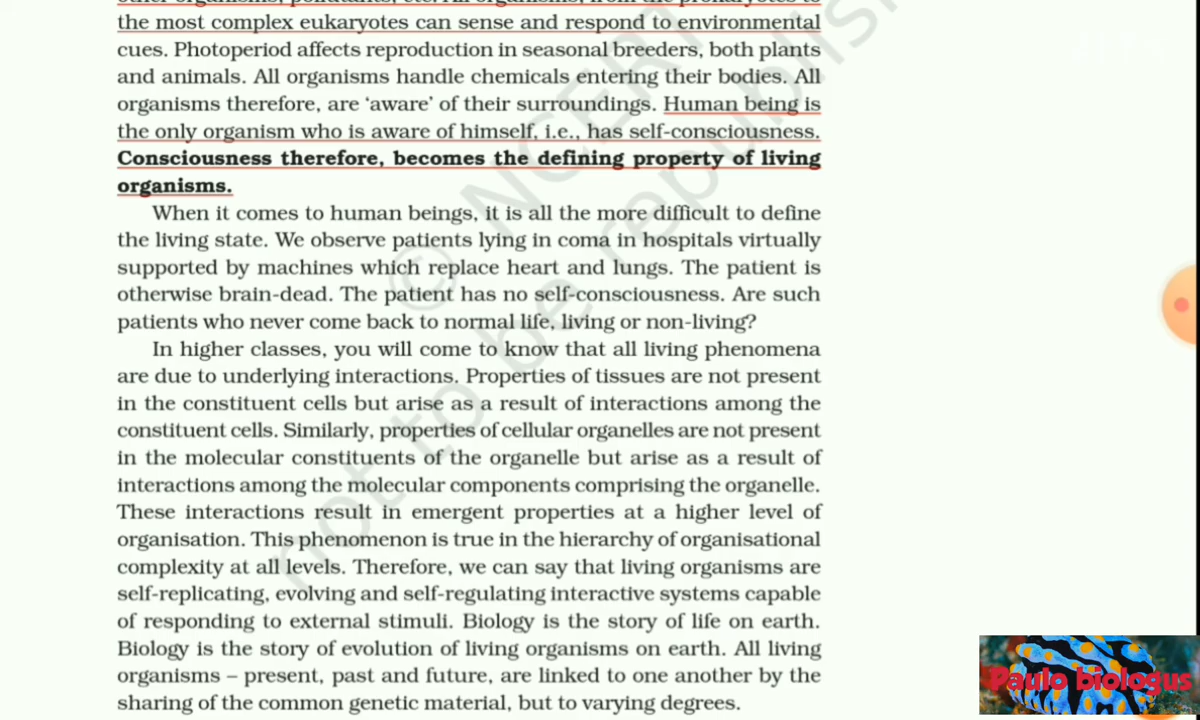 the most complex eukaryotes can sense and respond to environmental
cues. Photoperiod affects reproduction in seasonal breeders, both plants
and animals. All organisms handle chemicals entering their bodies. All
organisms therefore, are ‘aware’ of their surroundings. Human being is
the only organism who is aware of himself, i.e., has self-consciousness.
Consciousness therefore, becomes the defining property of living
organisms.
When it comes to human beings, it is all the more difficult to define
the living state. We observe patients lying in coma in hospitals virtually
supported by machines which replace heart and lungs. The patient is
otherwise brain-dead. The patient has no self-consciousness. Are such
patients who never come back to normal life, living or non-living?
In higher classes, you will come to know that all living phenomena
are due to underlying interactions. Properties of tissues are not present
in the constituent cells but arise as a result of interactions among the
constituent cells. Similarly, properties of cellular organelles are not present
in the molecular constituents of the organelle but arise as a result of
interactions among the molecular components comprising the organelle.
These interactions result in emergent properties at a higher level of
organisation. This phenomenon is true in the hierarchy of organisational
complexity at all levels. Therefore, we can say that living organisms are
self-replicating, evolving and self-regulating interactive systems capable
of responding to external stimuli. Biology is the story of life on earth.
Biology is the story of evolution of living organisms on earth. All living
organisms – present, past and future, are linked to one another by the
sharing of the common genetic material, but to varying degrees.
© NCERT
not to be republish
Paulo biologus